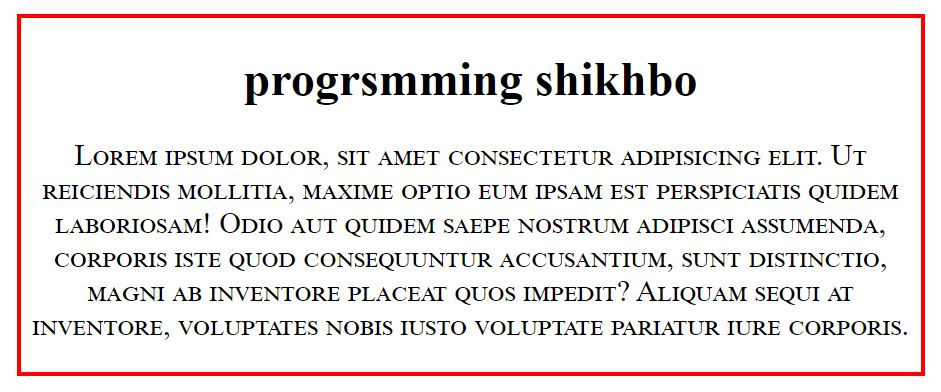 progrsmming shikhbo
Lorem ipsum dolor, sit amet consectetur adipisicing elit. Ut
reiciendis mollitia, maxime optio eum ipsam est perspiciatis quidem
laboriosam! Odio aut quidem saepe nostrum adipisci assumenda,
corporis iste quod consequuntur accusantium, sunt distinctio,
magni ab inventore placeat quos impedit? Aliquam sequi at
inventore, voluptates nobis iusto voluptate pariatur iure corporis.